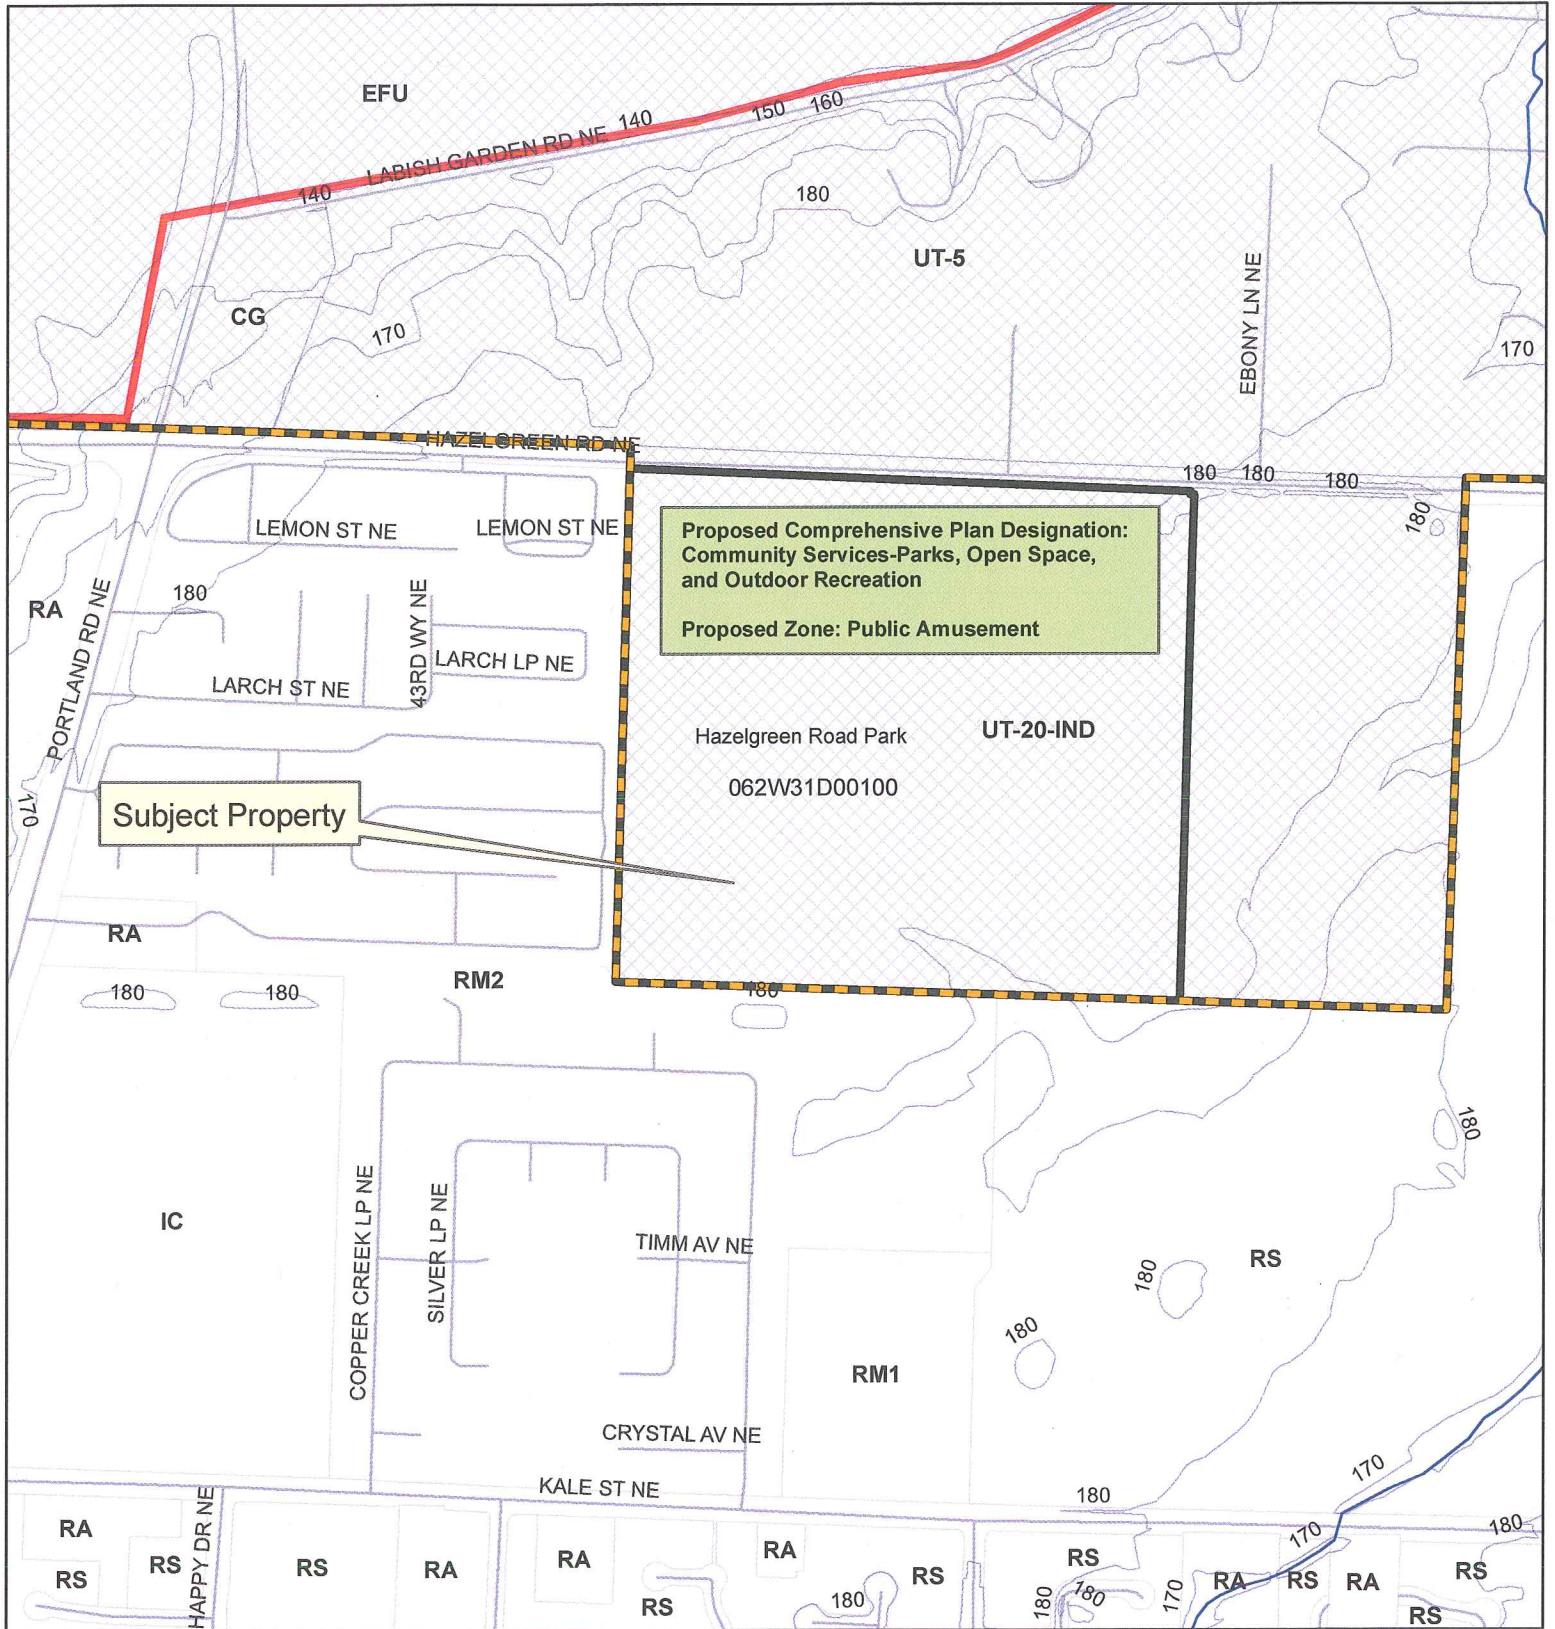 EFU
140
150
160
LABISH GARDEN RD NE
140
180
UT-5
CG
170
EBONY LN NE
170
HAZELGREEN RD NE
180
180
180
180
LEMON ST NE
LEMON ST NE
Proposed Comprehensive Plan Designation:
Community Services-Parks, Open Space,
and Outdoor Recreation
Proposed Zone: Public Amusement
RA
PORTLAND RD NE
180
43RD WY NE
LARCH LP NE
LARCH ST NE
Hazelgreen Road Park
UT-20-IND
062W31D00100
170
Subject Property
RA
RM2
180
180
180
180
IC
COPPER CREEK LP NE
SILVER LP NE
TIMM AV NE
RS
180
180
RM1
CRYSTAL AV NE
KALE ST NE
170
180
170
180
RA
RS
RS
HAPPY DR NE
RS
RA
RA
RS
RA
180
RS
RS
180
180
170
RA
RS
RA
RS
RS